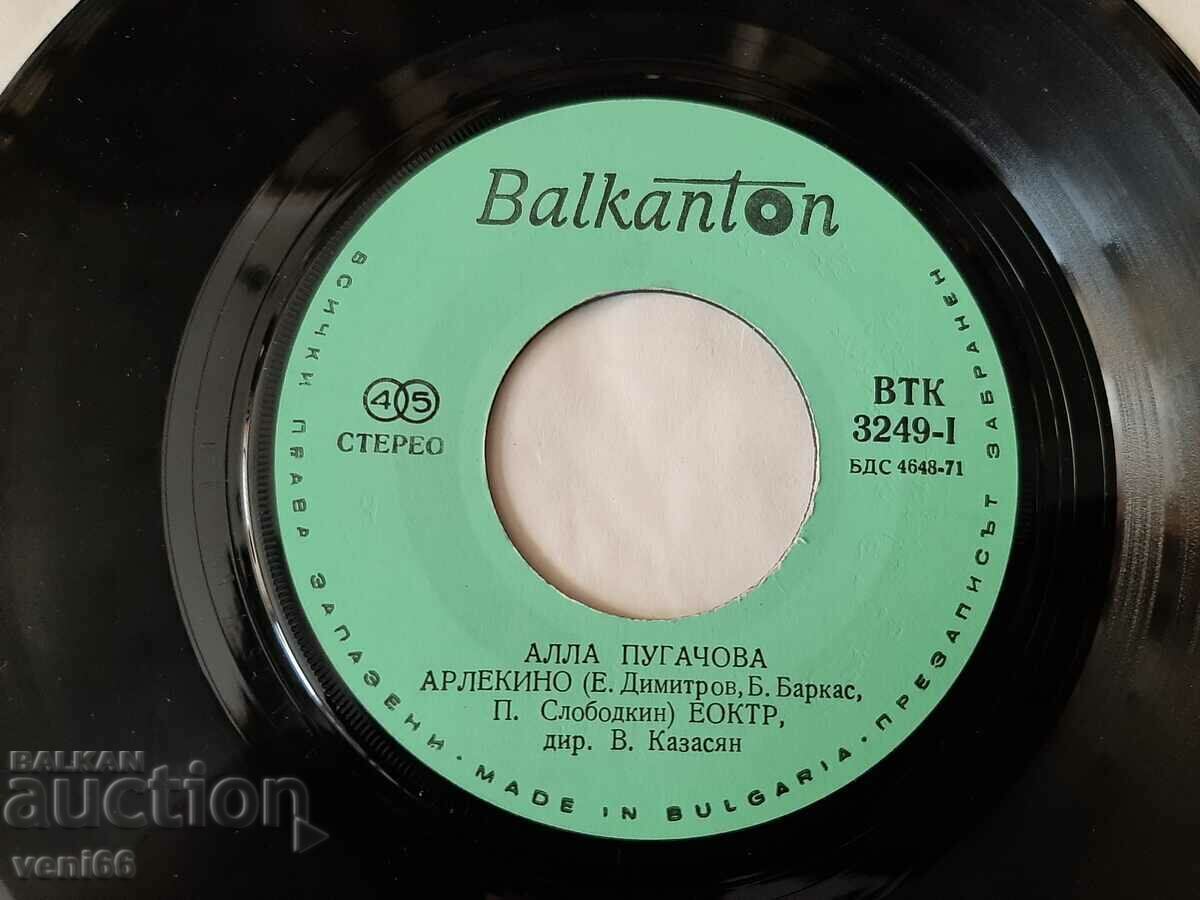 Balkanton
ВСИЧКИ ПРАВА ЗАПАЗЕНИ · MADE IN BULGARIA · ПРЕЗАПИСЪТ ЗАБРАНЕН
45
СТЕРЕО
ВТК
3249-I
БДС 4648-71
АЛЛА ПУГАЧОВА
АРЛЕКИНО (Е. Димитров, Б. Баркас,
П. Слободкин) ЕОКТР,
дир. В. Казасян
BALKAN
auction
veni66